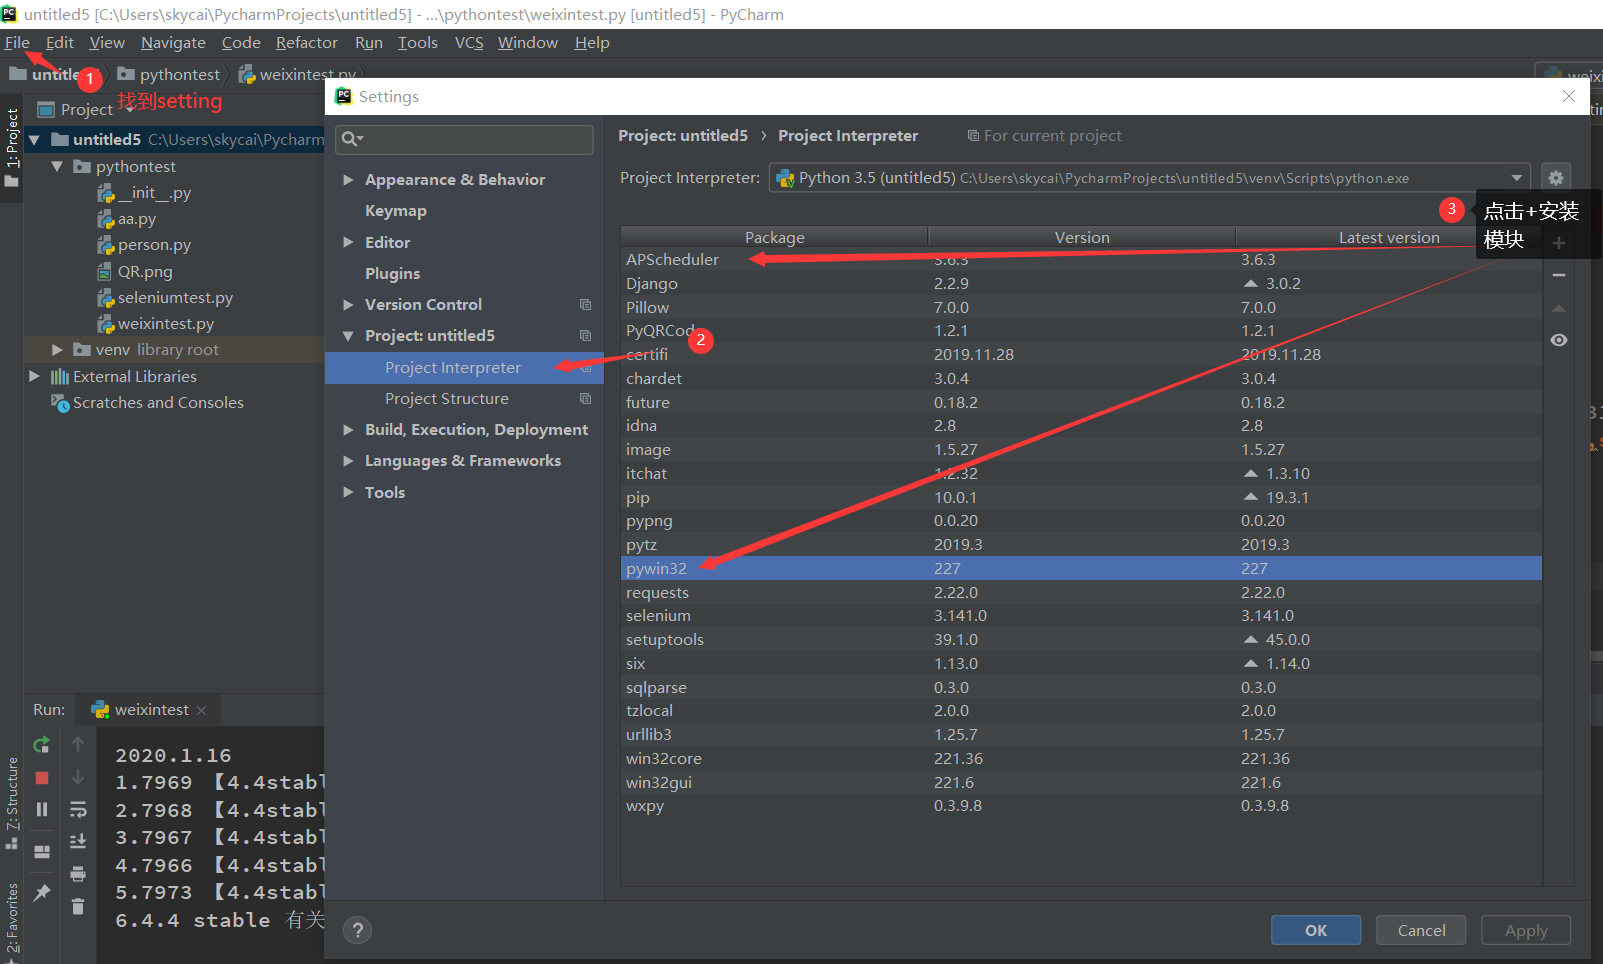 untitled5 [C:\Users\skycai\PycharmProjects\untitled5] - ...\pythontest\weixintest.py [untitled5] - PyCharm
File Edit View Navigate Code Refactor Run Tools VCS Window Help
pythontest weixintest.py
1
找到setting
Project
1: Project
untitled5 C:\Users\skycai\Pycharm
pythontest
__init__.py
aa.py
person.py
QR.png
seleniumtest.py
weixintest.py
venv library root
External Libraries
Scratches and Consoles
Settings
Appearance & Behavior
Keymap
Editor
Plugins
Version Control
Project: untitled5
Project Interpreter
Project Structure
Build, Execution, Deployment
Languages & Frameworks
Tools
2
Project: untitled5 › Project Interpreter For current project
Project Interpreter: Python 3.5 (untitled5) C:\Users\skycai\PycharmProjects\untitled5\venv\Scripts\python.exe
3
点击+安装
模块
Package Version Latest version
APScheduler 3.6.3 3.6.3
Django 2.2.9 3.0.2
Pillow 7.0.0 7.0.0
PyQRCod 1.2.1 1.2.1
certifi 2019.11.28 2019.11.28
chardet 3.0.4 3.0.4
future 0.18.2 0.18.2
idna 2.8 2.8
image 1.5.27 1.5.27
itchat 1.2.32 1.3.10
pip 10.0.1 19.3.1
pypng 0.0.20 0.0.20
pytz 2019.3 2019.3
pywin32 227 227
requests 2.22.0 2.22.0
selenium 3.141.0 3.141.0
setuptools 39.1.0 45.0.0
six 1.13.0 1.14.0
sqlparse 0.3.0 0.3.0
tzlocal 2.0.0 2.0.0
urllib3 1.25.7 1.25.7
win32core 221.36 221.36
win32gui 221.6 221.6
wxpy 0.3.9.8 0.3.9.8
OK Cancel Apply
?
Run: weixintest
2020.1.16
1.7969 【4.4stabl
2.7968 【4.4stabl
3.7967 【4.4stabl
4.7966 【4.4stabl
5.7973 【4.4stabl
6.4.4 stable 有关
7: Structure
2: Favorites